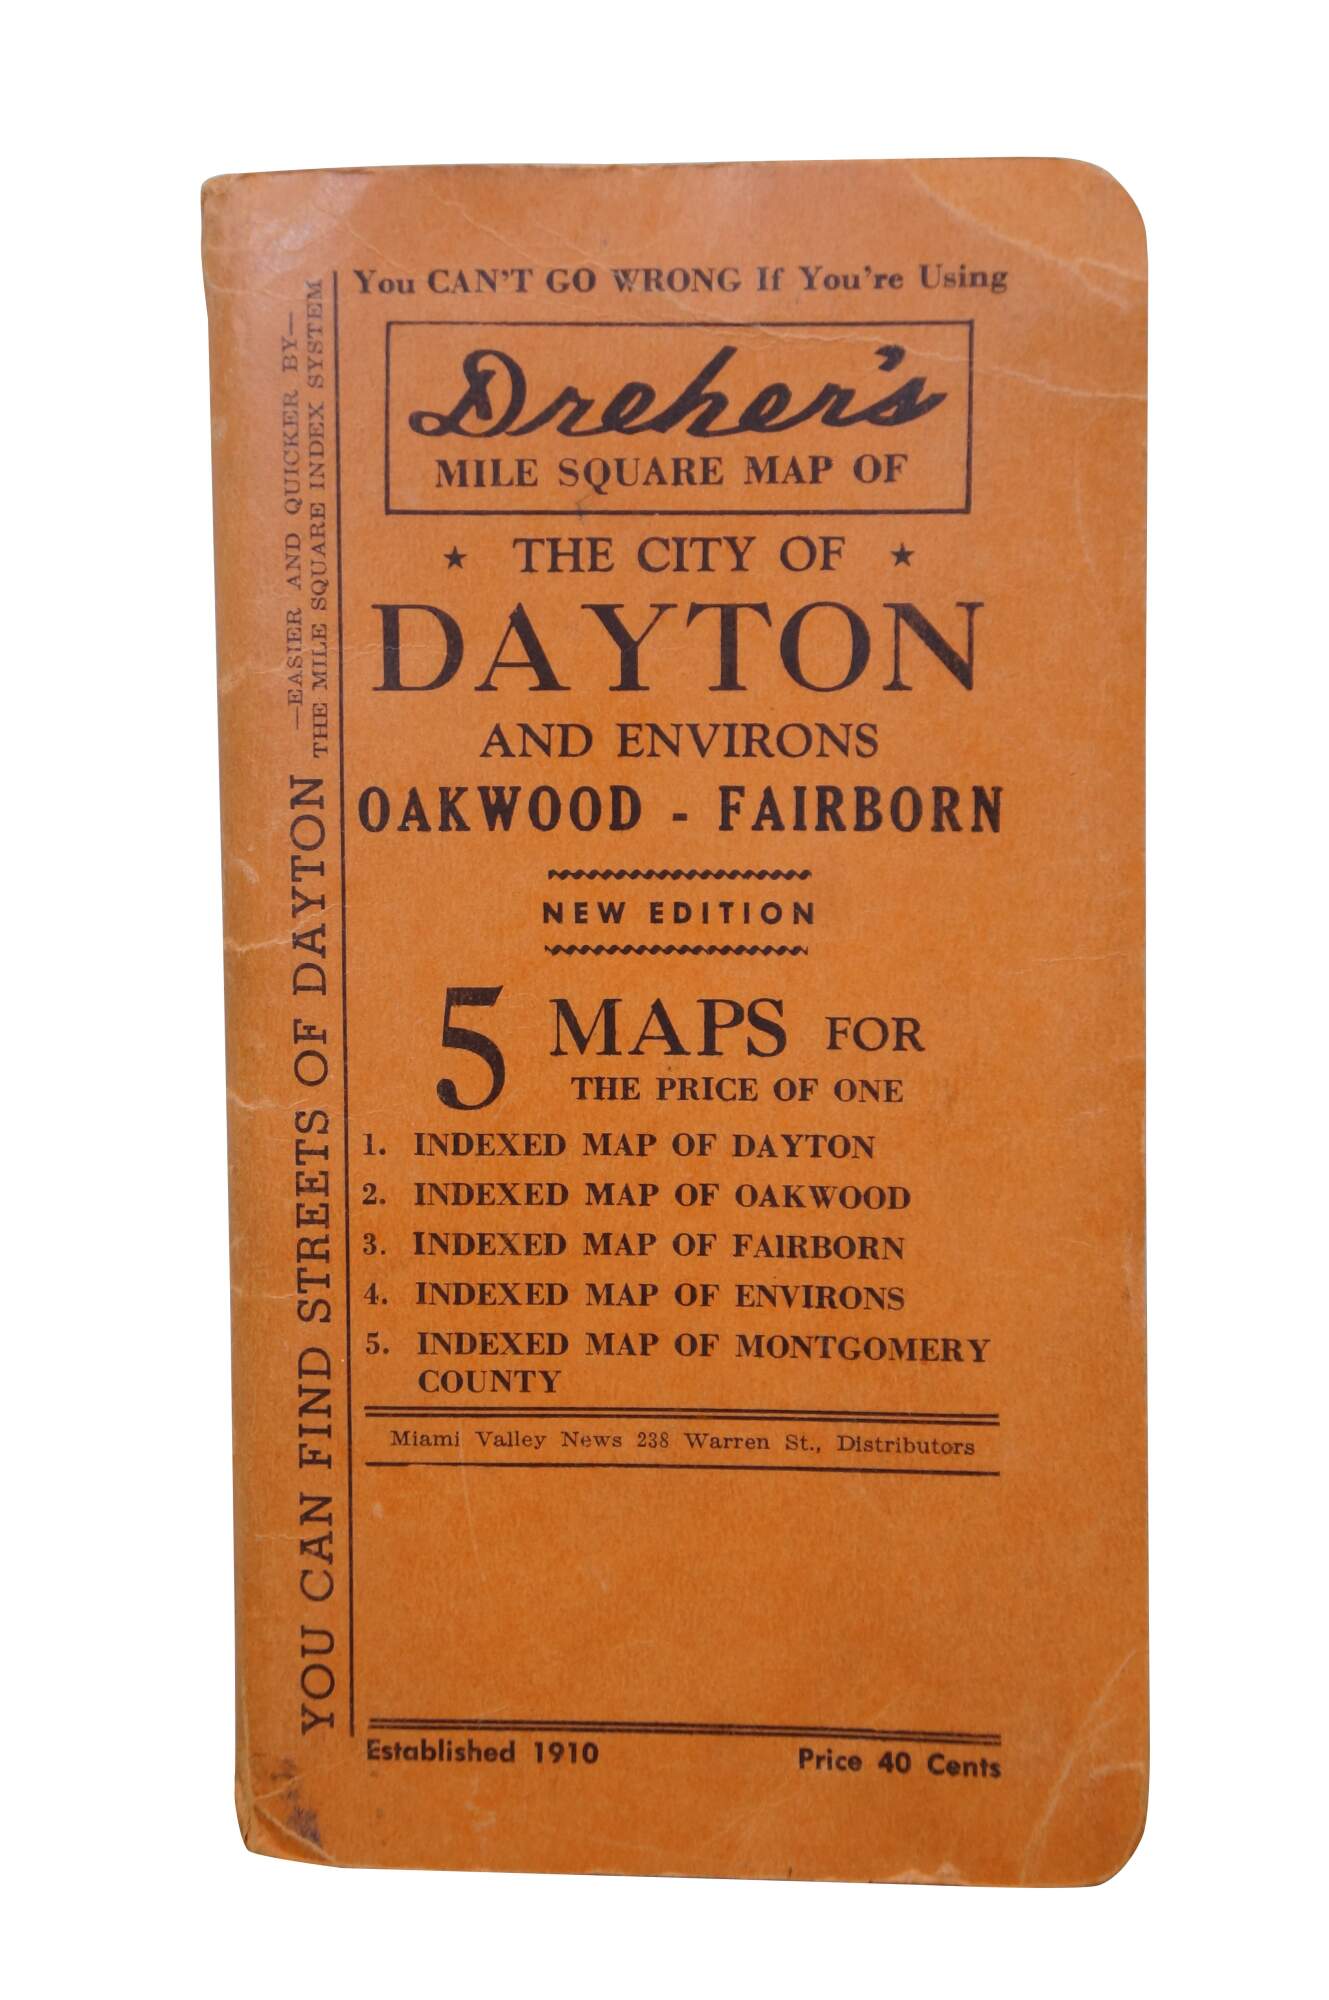 You CAN'T GO WRONG If You're Using
Dreher's
MILE SQUARE MAP OF
THE CITY OF
DAYTON
AND ENVIRONS
OAKWOOD - FAIRBORN
NEW EDITION
5 MAPS FOR
THE PRICE OF ONE
1. INDEXED MAP OF DAYTON
2. INDEXED MAP OF OAKWOOD
3. INDEXED MAP OF FAIRBORN
4. INDEXED MAP OF ENVIRONS
5. INDEXED MAP OF MONTGOMERY
COUNTY
Miami Valley News 238 Warren St., Distributors
Established 1910 Price 40 Cents
YOU CAN FIND STREETS OF DAYTON
—EASIER AND QUICKER BY—
THE MILE SQUARE INDEX SYSTEM